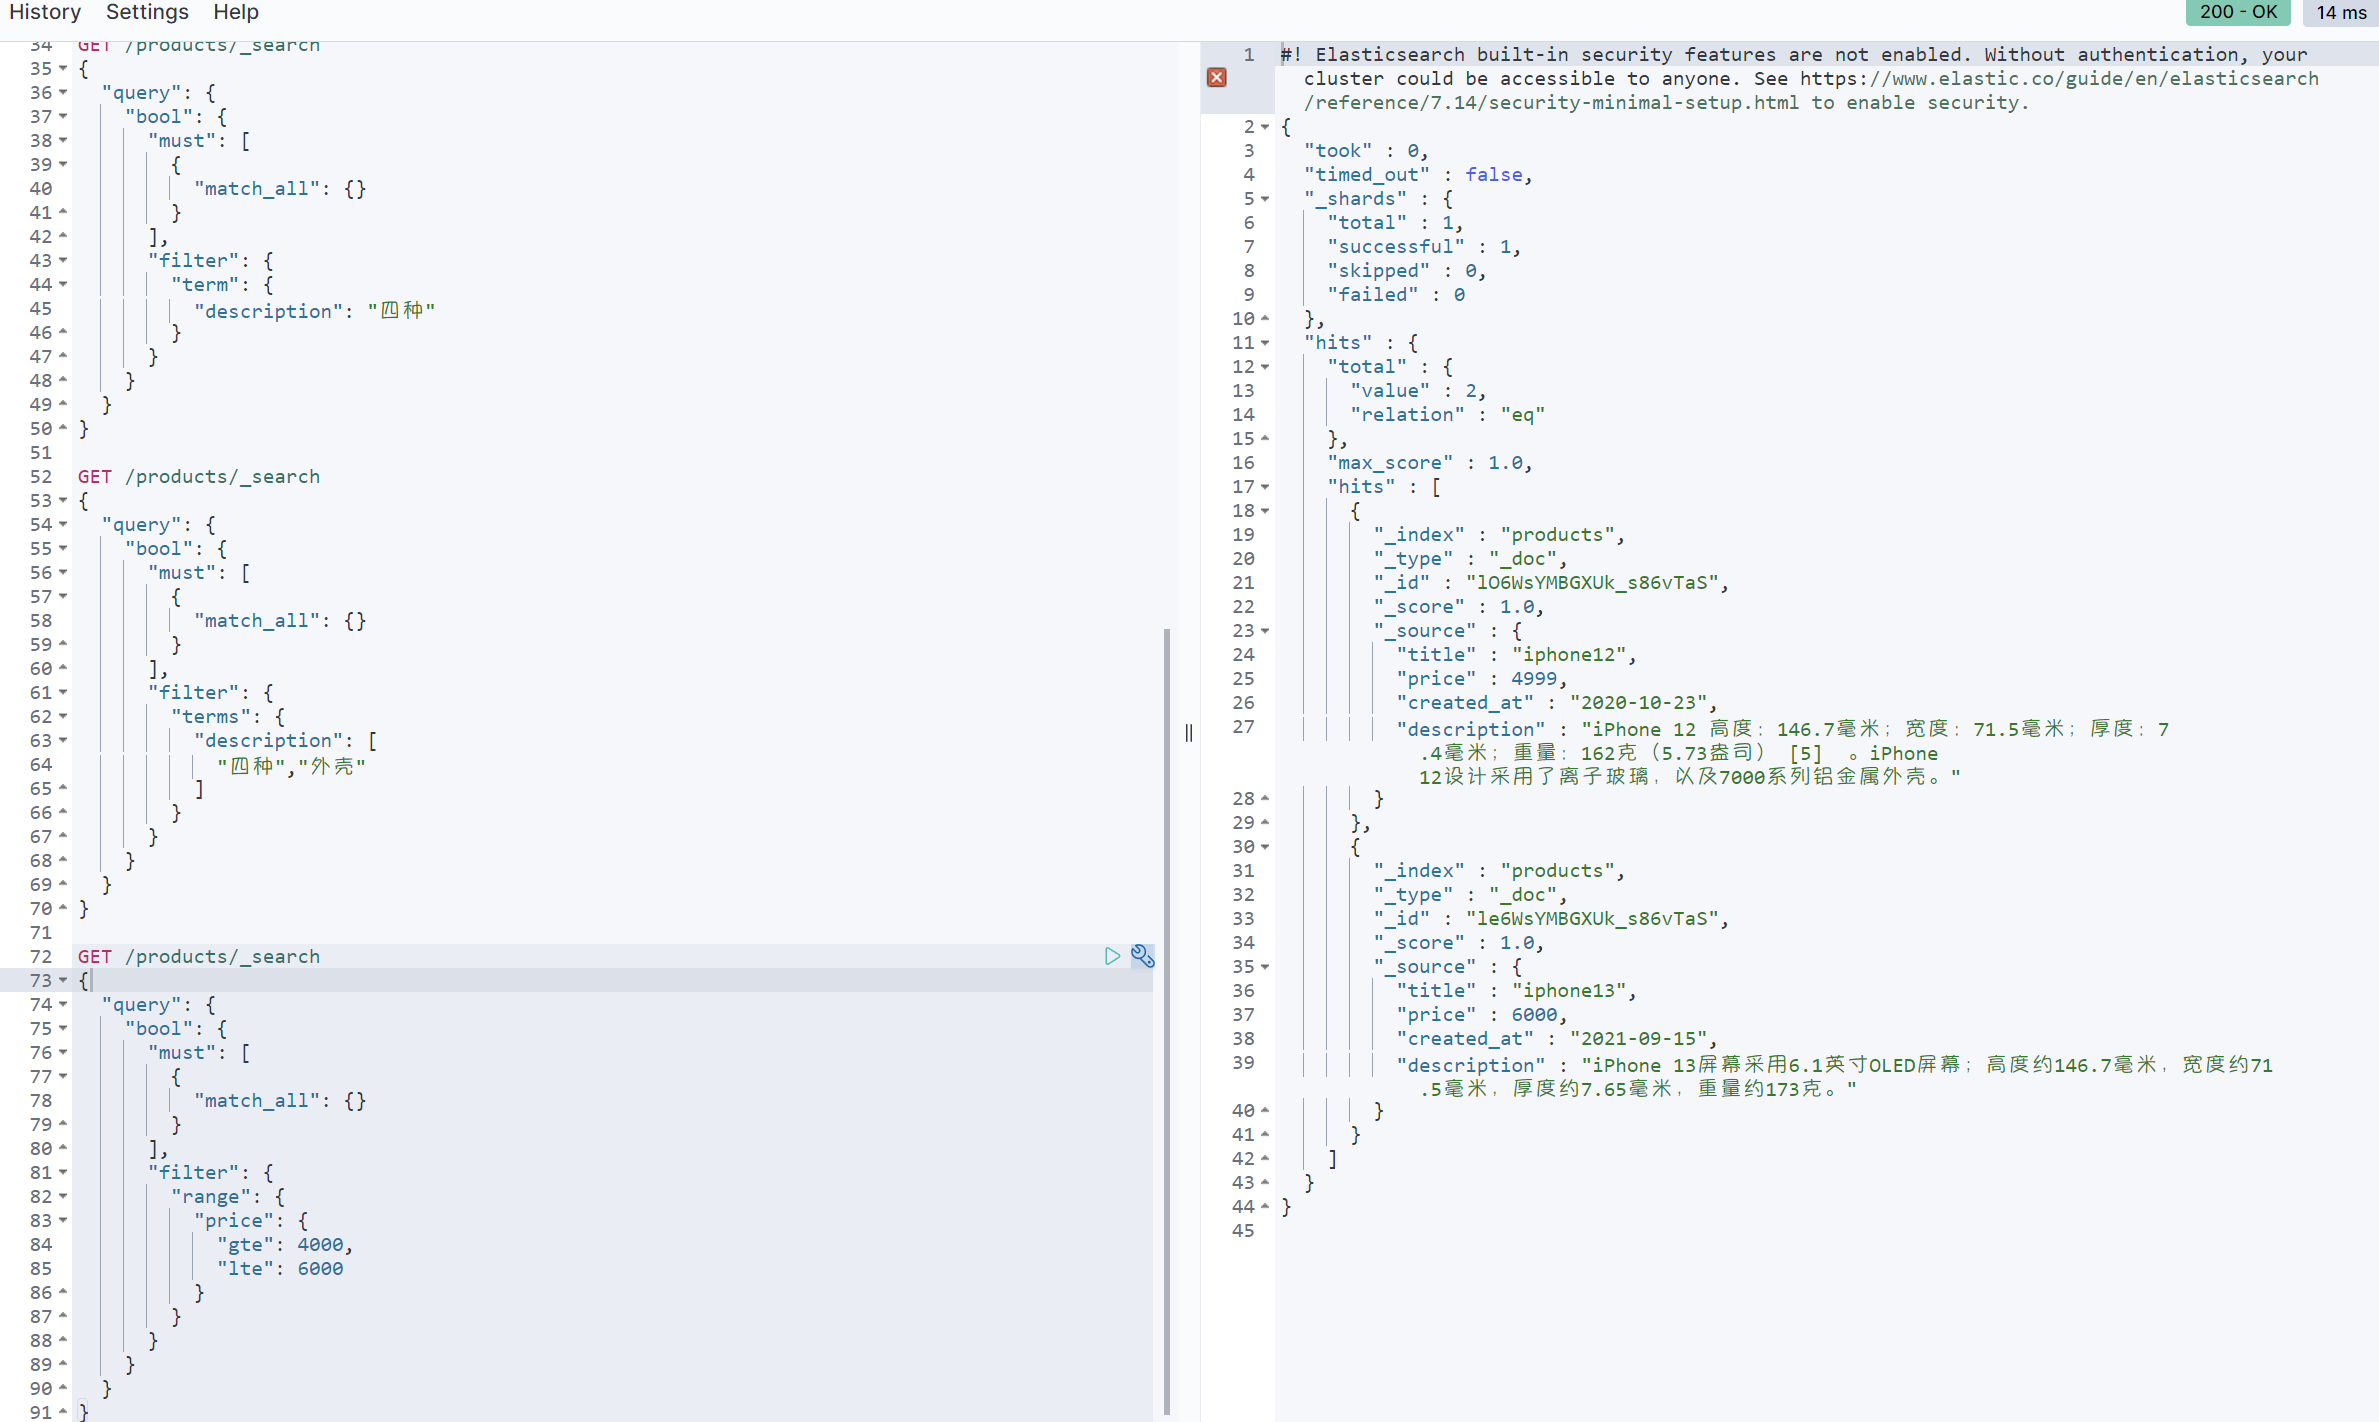 History Settings Help
200 - OK 14 ms
34 GET /products/_search
35 {
36 "query": {
37 "bool": {
38 "must": [
39 {
40 "match_all": {}
41 }
42 ],
43 "filter": {
44 "term": {
45 "description": "四种"
46 }
47 }
48 }
49 }
50 }
51
52 GET /products/_search
53 {
54 "query": {
55 "bool": {
56 "must": [
57 {
58 "match_all": {}
59 }
60 ],
61 "filter": {
62 "terms": {
63 "description": [
64 "四种","外壳"
65 ]
66 }
67 }
68 }
69 }
70 }
71
72 GET /products/_search
73 {
74 "query": {
75 "bool": {
76 "must": [
77 {
78 "match_all": {}
79 }
80 ],
81 "filter": {
82 "range": {
83 "price": {
84 "gte": 4000,
85 "lte": 6000
86 }
87 }
88 }
89 }
90 }
91 }
1 #! Elasticsearch built-in security features are not enabled. Without authentication, your
cluster could be accessible to anyone. See https://www.elastic.co/guide/en/elasticsearch
/reference/7.14/security-minimal-setup.html to enable security.
2 {
3 "took" : 0,
4 "timed_out" : false,
5 "_shards" : {
6 "total" : 1,
7 "successful" : 1,
8 "skipped" : 0,
9 "failed" : 0
10 },
11 "hits" : {
12 "total" : {
13 "value" : 2,
14 "relation" : "eq"
15 },
16 "max_score" : 1.0,
17 "hits" : [
18 {
19 "_index" : "products",
20 "_type" : "_doc",
21 "_id" : "lO6WsYMBGXUk_s86vTaS",
22 "_score" : 1.0,
23 "_source" : {
24 "title" : "iphone12",
25 "price" : 4999,
26 "created_at" : "2020-10-23",
27 "description" : "iPhone 12 高度：146.7毫米；宽度：71.5毫米；厚度：7
.4毫米；重量：162克（5.73盎司） [5] 。iPhone
12设计采用了离子玻璃，以及7000系列铝金属外壳。"
28 }
29 },
30 {
31 "_index" : "products",
32 "_type" : "_doc",
33 "_id" : "le6WsYMBGXUk_s86vTaS",
34 "_score" : 1.0,
35 "_source" : {
36 "title" : "iphone13",
37 "price" : 6000,
38 "created_at" : "2021-09-15",
39 "description" : "iPhone 13屏幕采用6.1英寸OLED屏幕；高度约146.7毫米，宽度约71
.5毫米，厚度约7.65毫米，重量约173克。"
40 }
41 }
42 ]
43 }
44 }
45